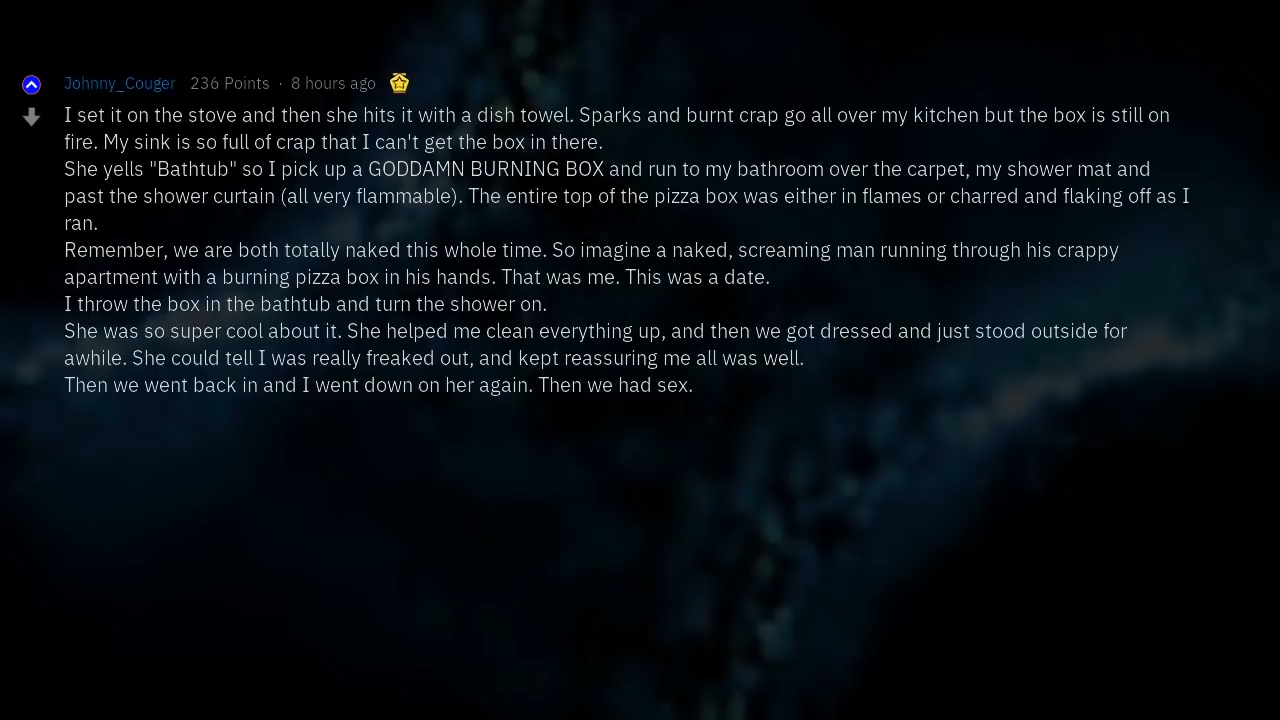 Johnny_Couger 236 Points · 8 hours ago
I set it on the stove and then she hits it with a dish towel. Sparks and burnt crap go all over my kitchen but the box is still on
fire. My sink is so full of crap that I can't get the box in there.
She yells "Bathtub" so I pick up a GODDAMN BURNING BOX and run to my bathroom over the carpet, my shower mat and
past the shower curtain (all very flammable). The entire top of the pizza box was either in flames or charred and flaking off as I
ran.
Remember, we are both totally naked this whole time. So imagine a naked, screaming man running through his crappy
apartment with a burning pizza box in his hands. That was me. This was a date.
I throw the box in the bathtub and turn the shower on.
She was so super cool about it. She helped me clean everything up, and then we got dressed and just stood outside for
awhile. She could tell I was really freaked out, and kept reassuring me all was well.
Then we went back in and I went down on her again. Then we had sex.